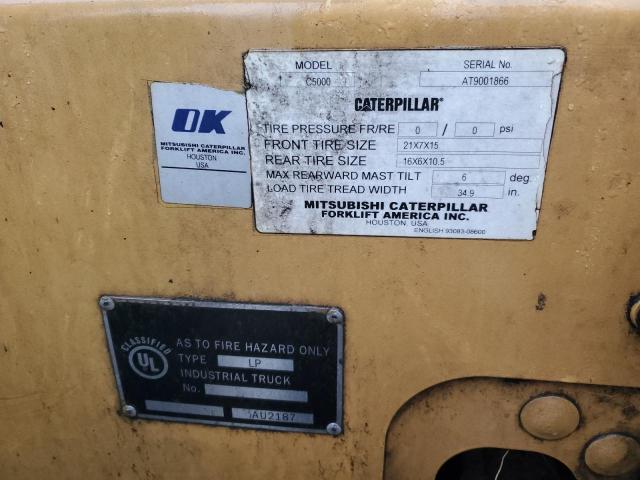 MODEL SERIAL No.
C5000 AT9001866
CATERPILLAR®
TIRE PRESSURE FR/RE 0 / 0 psi
FRONT TIRE SIZE 21X7X15
REAR TIRE SIZE 16X6X10.5
MAX REARWARD MAST TILT 6 deg
LOAD TIRE TREAD WIDTH 34.9 in.
MITSUBISHI CATERPILLAR
FORKLIFT AMERICA INC.
HOUSTON, USA
ENGLISH 93093-08600
OK
MITSUBISHI CATERPILLAR
FORKLIFT AMERICA INC.
HOUSTON
USA
CLASSIFIED
UL
AS TO FIRE HAZARD ONLY
TYPE LP
INDUSTRIAL TRUCK
No.
AU2187